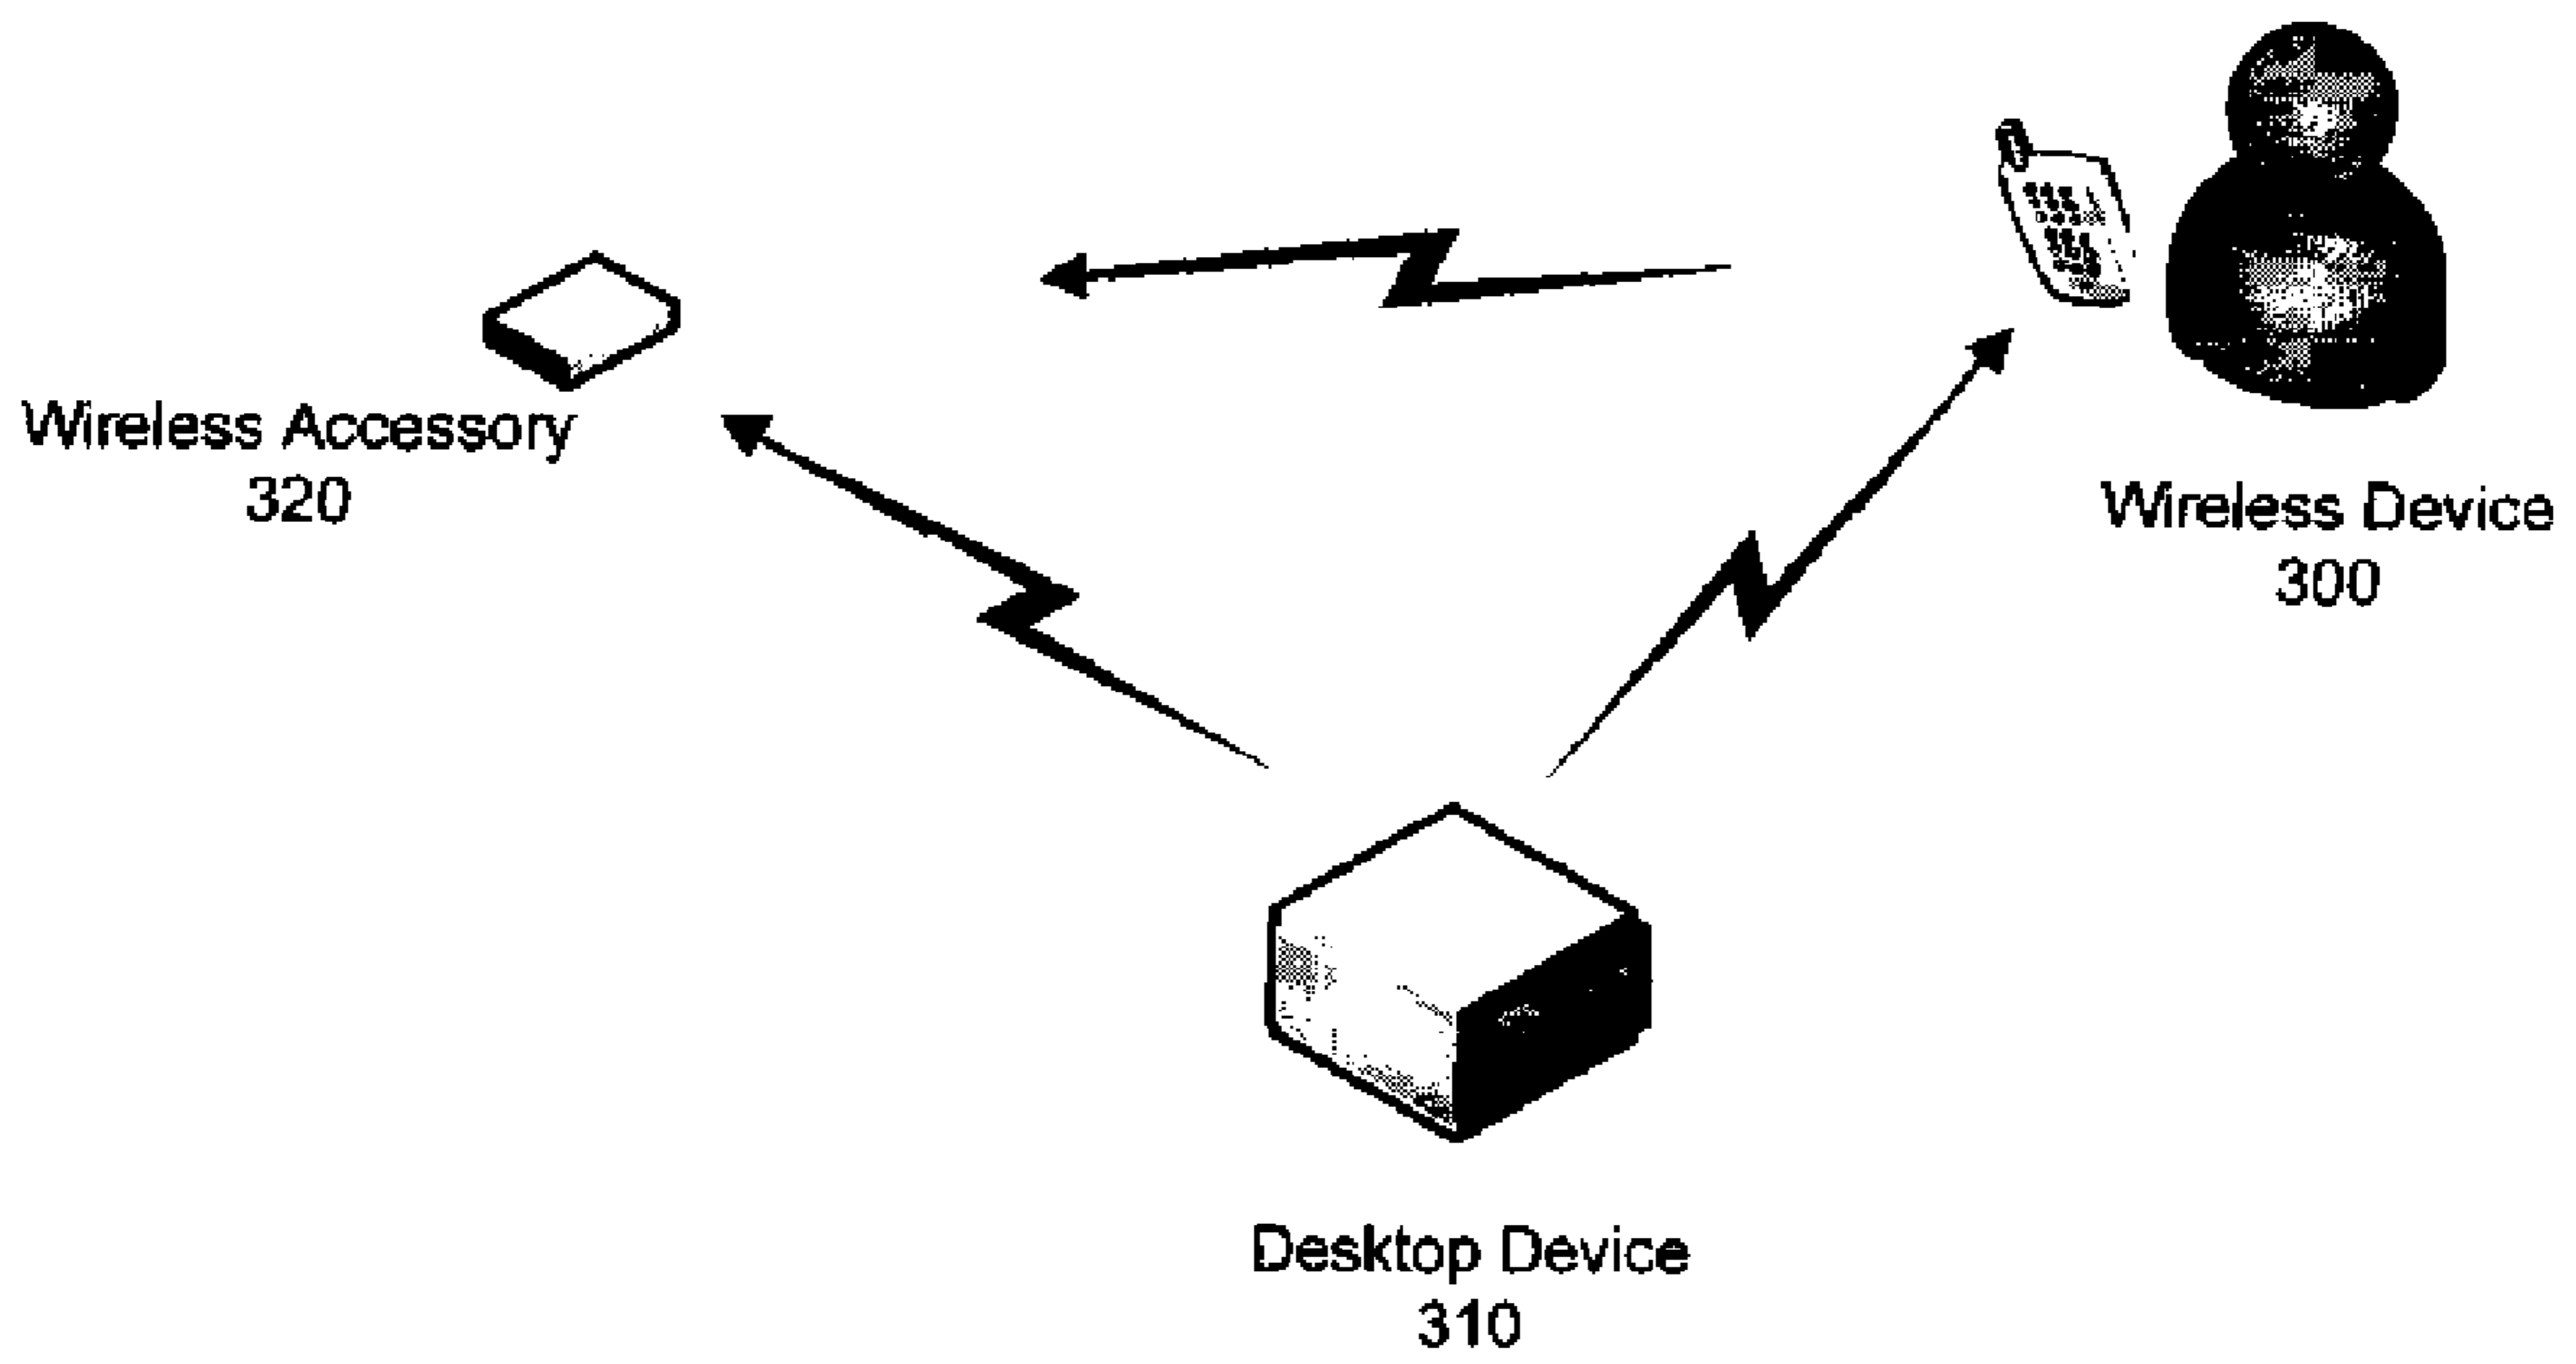 Wireless Accessory
320
Wireless Device
300
Desktop Device
310